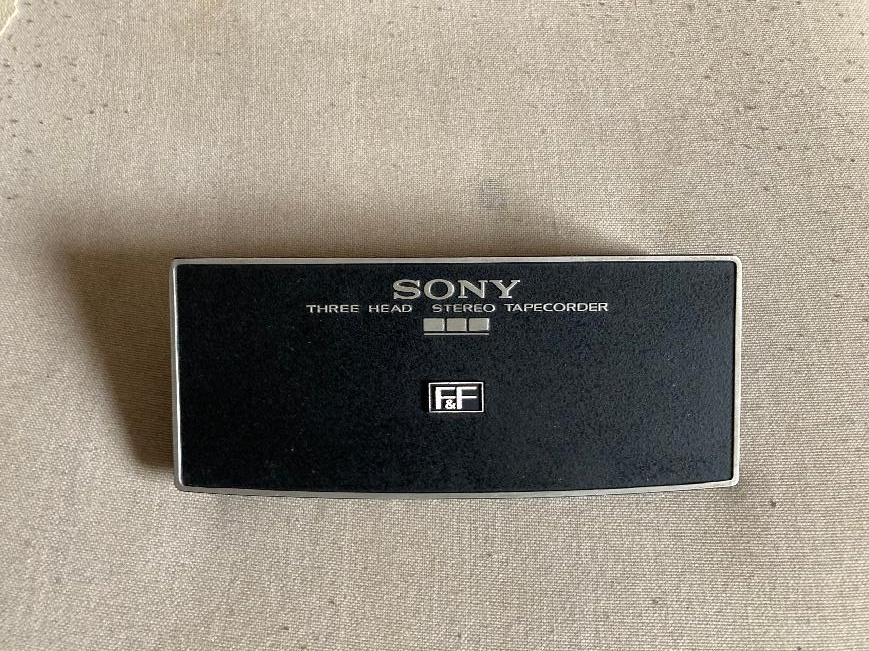 SONY
THREE HEAD STEREO TAPECORDER
F&F